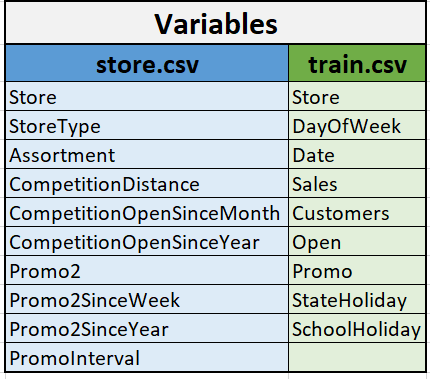 Variables
store.csv train.csv
Store Store
StoreType DayOfWeek
Assortment Date
CompetitionDistance Sales
CompetitionOpenSinceMonth Customers
CompetitionOpenSinceYear Open
Promo2 Promo
Promo2SinceWeek StateHoliday
Promo2SinceYear SchoolHoliday
PromoInterval